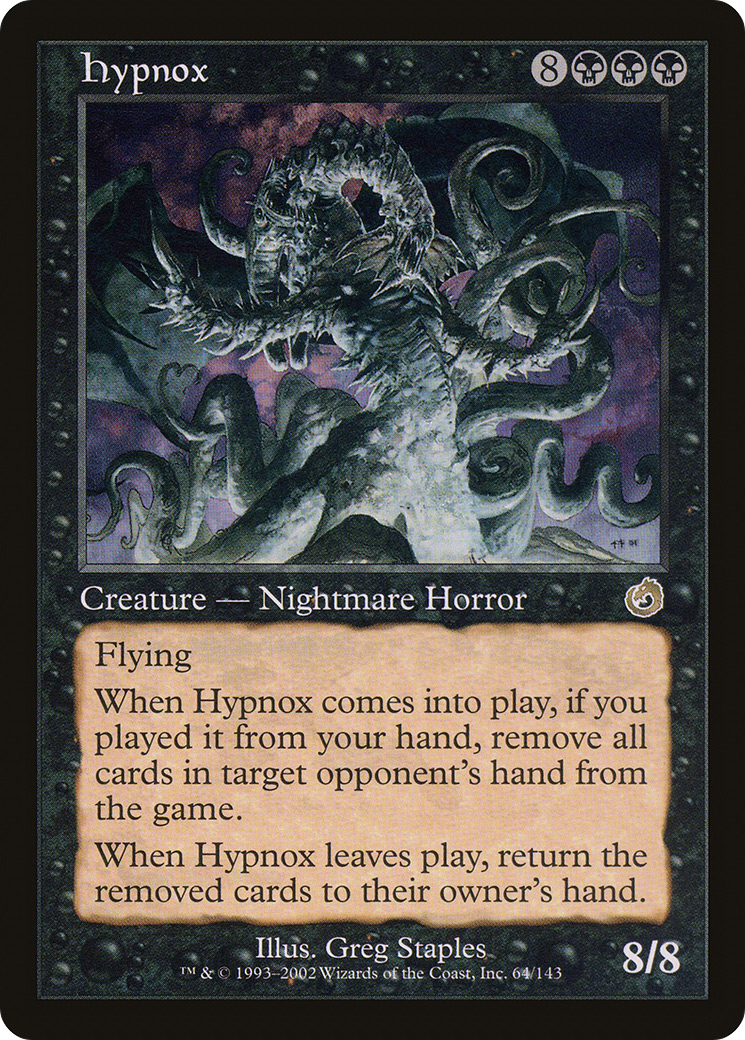 Hypnox
8
Creature — Nightmare Horror
Flying
When Hypnox comes into play, if you
played it from your hand, remove all
cards in target opponent's hand from
the game.
When Hypnox leaves play, return the
removed cards to their owner's hand.
Illus. Greg Staples
8/8
™ & © 1993–2002 Wizards of the Coast, Inc. 64/143